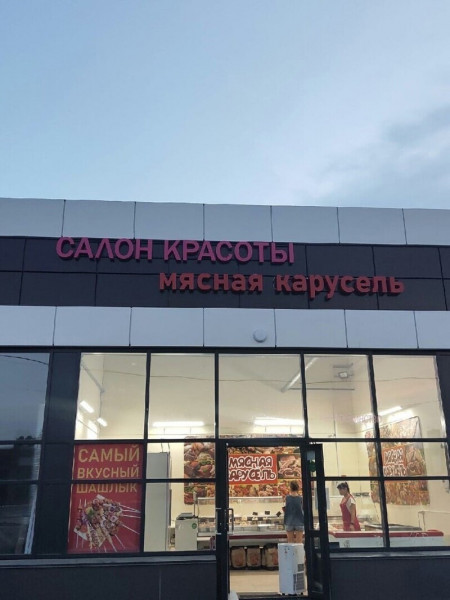 САЛОН КРАСОТЫ
мясная карусель
САМЫЙ
ВКУСНЫЙ
ШАШЛЫК
МЯСНАЯ
КАРУСЕЛЬ